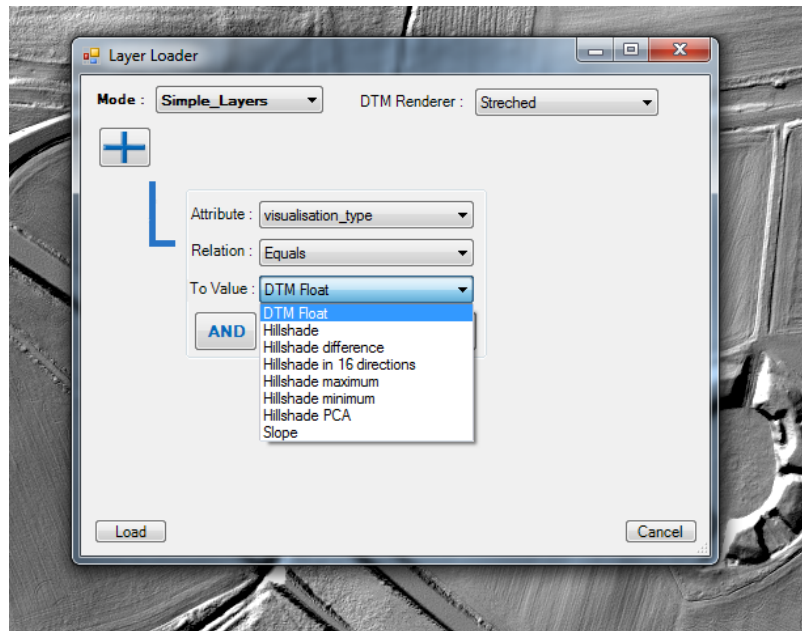 Layer Loader
Mode : Simple_Layers DTM Renderer : Streched
Attribute : visualisation_type
Relation : Equals
To Value : DTM Float
DTM Float
AND Hillshade
Hillshade difference
Hillshade in 16 directions
Hillshade maximum
Hillshade minimum
Hillshade PCA
Slope
Load Cancel